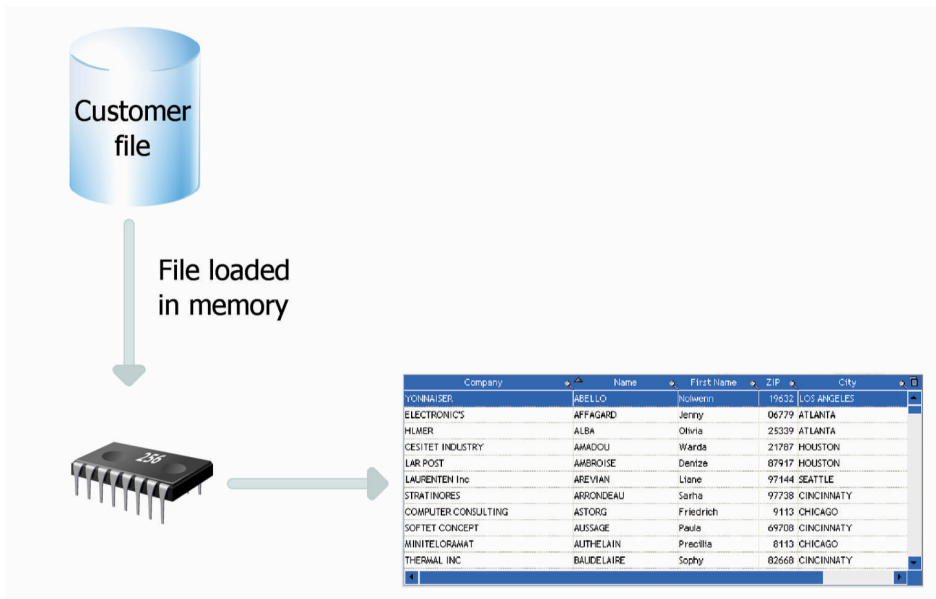 Customer
file
File loaded
in memory
256
Company Name First Name ZIP City
YONNAISER ABELLO Nolwenn 19632 LOS ANGELES
ELECTRONIC'S AFFAGARD Jenny 06779 ATLANTA
HLMER ALBA Olivia 25339 ATLANTA
CESITET INDUSTRY AMADOU Warda 21787 HOUSTON
LAR POST AMBROISE Denize 87917 HOUSTON
LAURENTEN Inc AREVIAN Liane 97144 SEATTLE
STRATINORES ARRONDEAU Sarha 97738 CINCINNATY
COMPUTER CONSULTING ASTORG Friedrich 9113 CHICAGO
SOFTET CONCEPT AUSSAGE Paula 69708 CINCINNATY
MINITELORAMAT AUTHELAIN Precillia 8113 CHICAGO
THERMAL INC BAUDELAIRE Sophy 82668 CINCINNATY